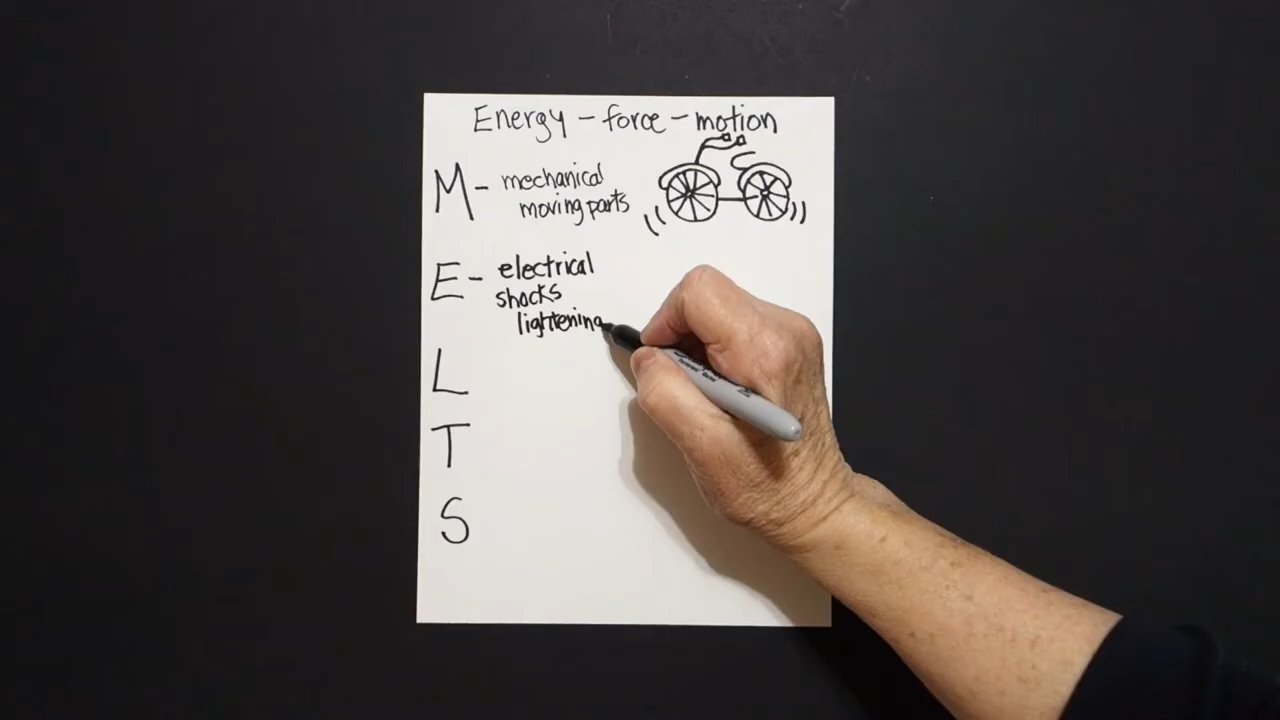 Energy - force - motion
M - mechanical
moving parts
E - electrical
shocks
lightening
L
T
S